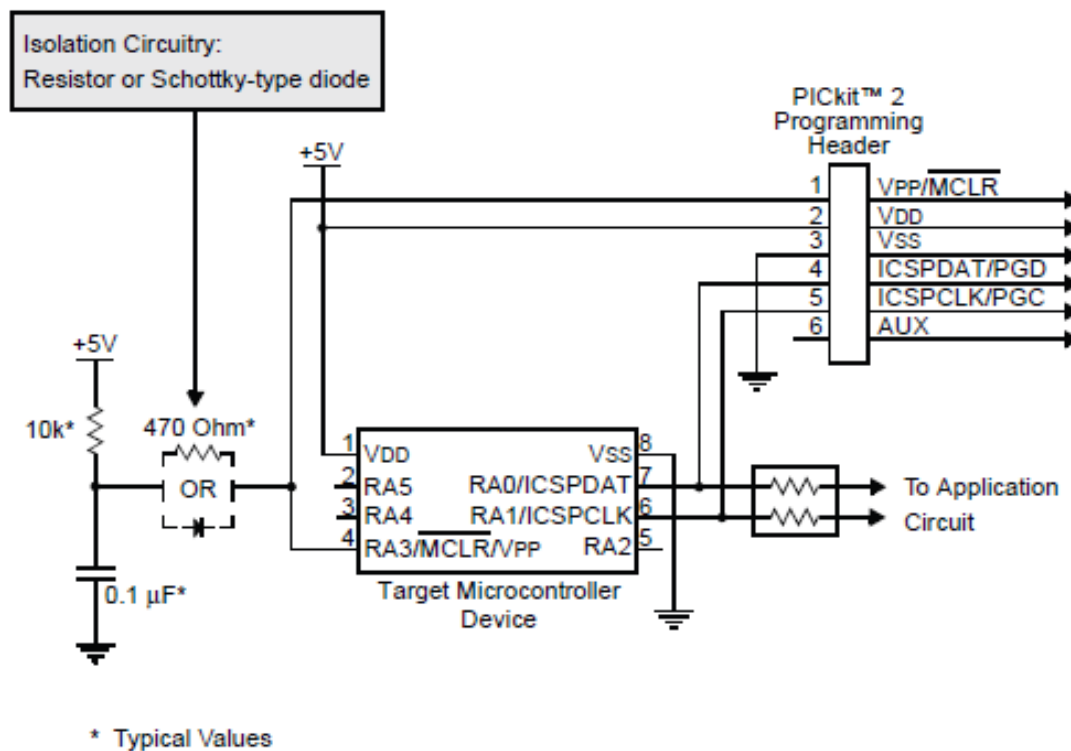 Isolation Circuitry:
Resistor or Schottky-type diode
PICkit™ 2
Programming
Header
+5V
1 VPP/MCLR
2 VDD
3 VSS
4 ICSPDAT/PGD
5 ICSPCLK/PGC
6 AUX
+5V
10k*
470 Ohm*
OR
0.1 µF*
1 VDD VSS 8
2 RA5 RA0/ICSPDAT 7
3 RA4 RA1/ICSPCLK 6
4 RA3/MCLR/VPP RA2 5
To Application
Circuit
Target Microcontroller
Device
* Typical Values